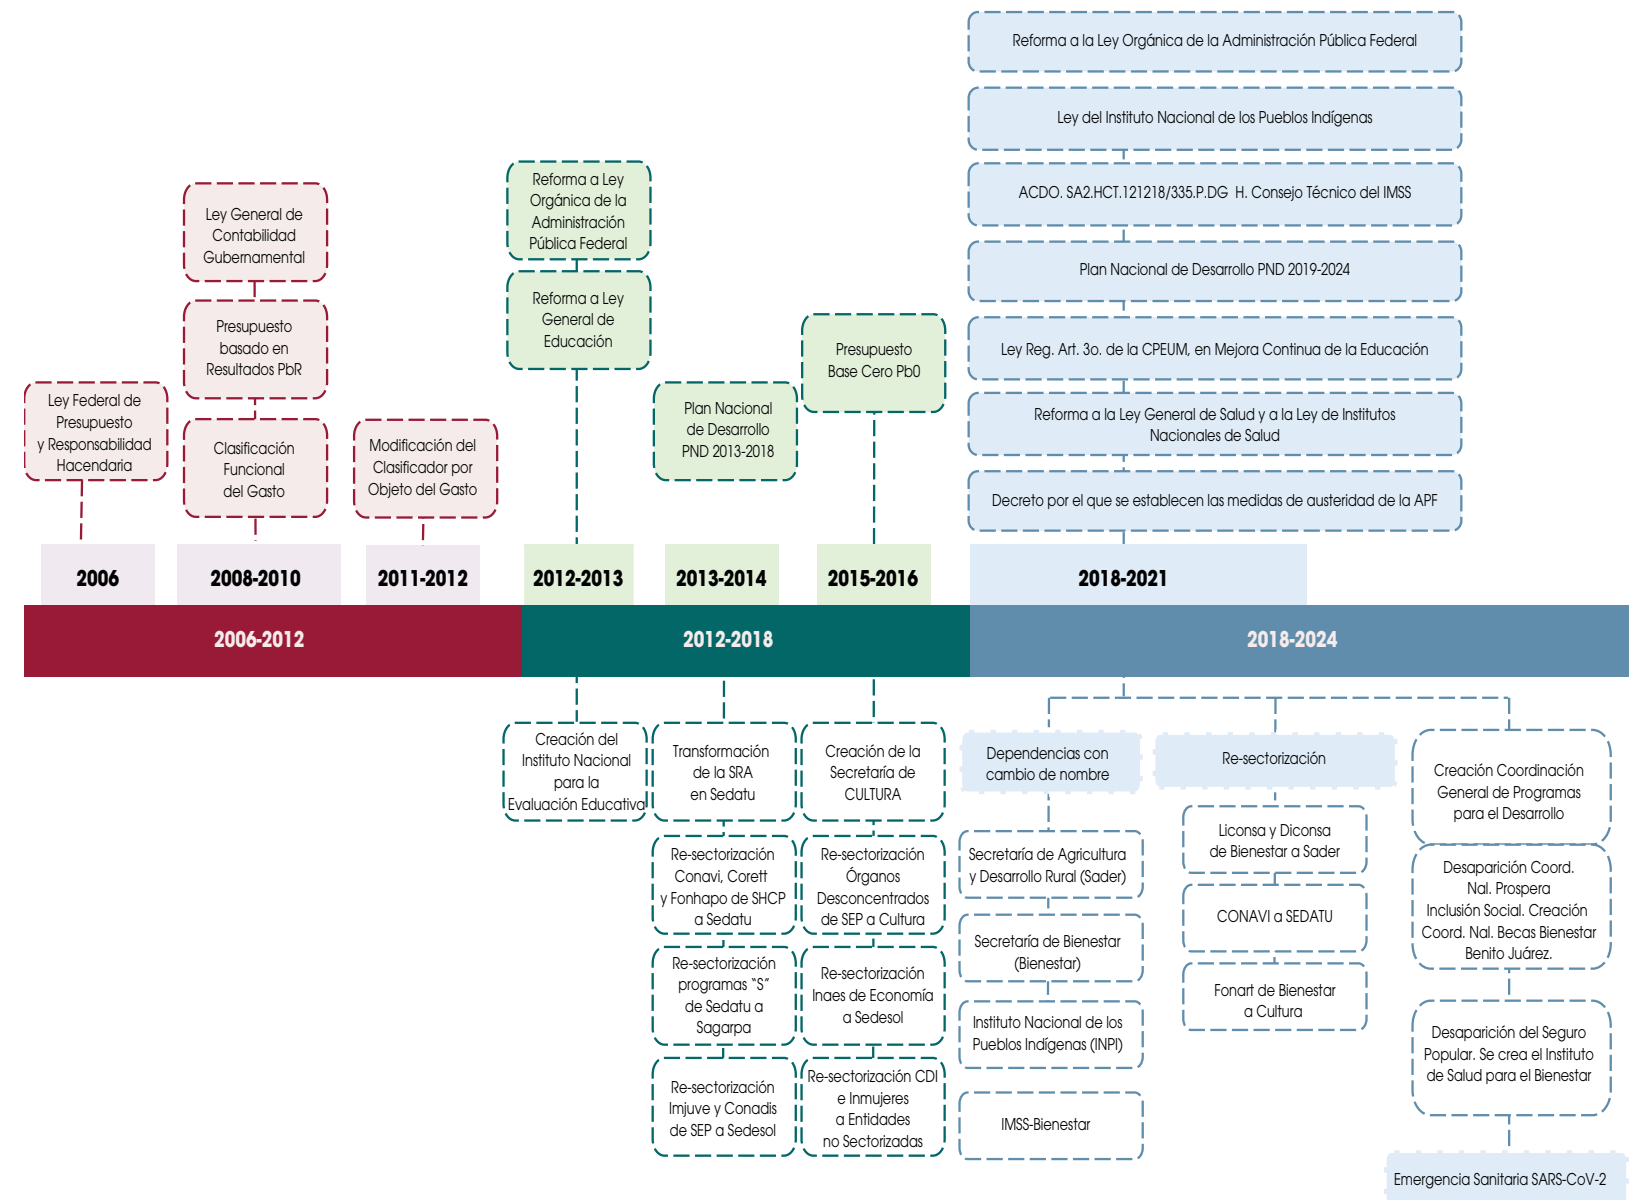 Ley Federal de
Presupuesto
y Responsabilidad
Hacendaria
Ley General de
Contabilidad
Gubernamental
Presupuesto
basado en
Resultados PbR
Clasificación
Funcional
del Gasto
Modificación del
Clasificador por
Objeto del Gasto
Reforma a Ley
Orgánica de la
Administración
Pública Federal
Reforma a Ley
General de
Educación
Plan Nacional
de Desarrollo
PND 2013-2018
Presupuesto
Base Cero Pb0
Reforma a la Ley Orgánica de la Administración Pública Federal
Ley del Instituto Nacional de los Pueblos Indígenas
ACDO. SA2.HCT.121218/335.P.DG H. Consejo Técnico del IMSS
Plan Nacional de Desarrollo PND 2019-2024
Ley Reg. Art. 3o. de la CPEUM, en Mejora Continua de la Educación
Reforma a la Ley General de Salud y a la Ley de Institutos
Nacionales de Salud
Decreto por el que se establecen las medidas de austeridad de la APF
2006
2008-2010
2011-2012
2012-2013
2013-2014
2015-2016
2018-2021
2006-2012
2012-2018
2018-2024
Creación del
Instituto Nacional
para la
Evaluación Educativa
Transformación
de la SRA
en Sedatu
Re-sectorización
Conavi, Corett
y Fonhapo de SHCP
a Sedatu
Re-sectorización
programas “S”
de Sedatu a
Sagarpa
Re-sectorización
Imjuve y Conadis
de SEP a Sedesol
Creación de la
Secretaría de
CULTURA
Re-sectorización
Órganos
Desconcentrados
de SEP a Cultura
Re-sectorización
Inaes de Economía
a Sedesol
Re-sectorización CDI
e Inmujeres
a Entidades
no Sectorizadas
Dependencias con
cambio de nombre
Secretaría de Agricultura
y Desarrollo Rural (Sader)
Secretaría de Bienestar
(Bienestar)
Instituto Nacional de los
Pueblos Indígenas (INPI)
IMSS-Bienestar
Re-sectorización
Liconsa y Diconsa
de Bienestar a Sader
CONAVI a SEDATU
Fonart de Bienestar
a Cultura
Creación Coordinación
General de Programas
para el Desarrollo
Desaparición Coord.
Nal. Prospera
Inclusión Social. Creación
Coord. Nal. Becas Bienestar
Benito Juárez.
Desaparición del Seguro
Popular. Se crea el Instituto
de Salud para el Bienestar
Emergencia Sanitaria SARS-CoV-2